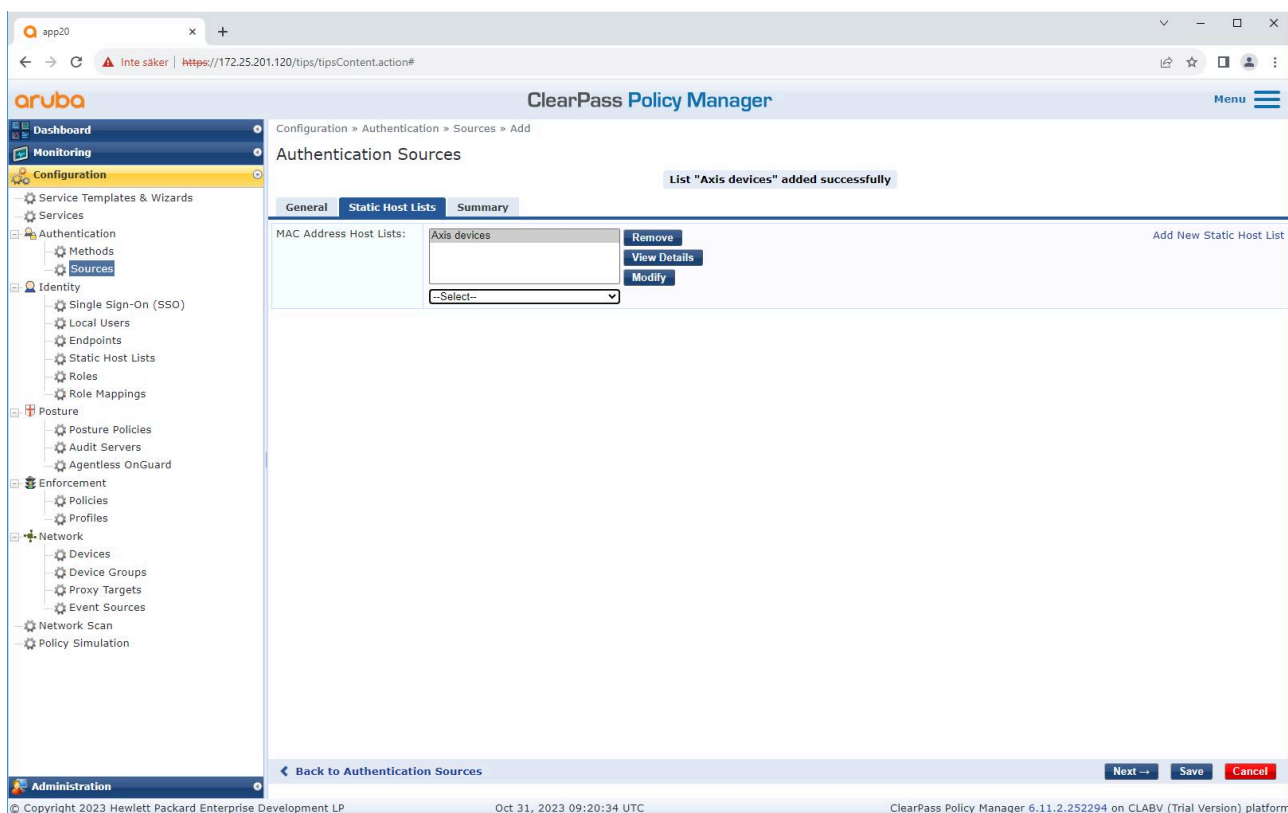 app20
Inte säker https://172.25.201.120/tips/tipsContent.action#
aruba
ClearPass Policy Manager
Menu
Dashboard
Monitoring
Configuration
Service Templates & Wizards
Services
Authentication
Methods
Sources
Identity
Single Sign-On (SSO)
Local Users
Endpoints
Static Host Lists
Roles
Role Mappings
Posture
Posture Policies
Audit Servers
Agentless OnGuard
Enforcement
Policies
Profiles
Network
Devices
Device Groups
Proxy Targets
Event Sources
Network Scan
Policy Simulation
Administration
Configuration » Authentication » Sources » Add
Authentication Sources
List "Axis devices" added successfully
General Static Host Lists Summary
MAC Address Host Lists:
Axis devices
--Select--
Remove
View Details
Modify
Add New Static Host List
Back to Authentication Sources
Next → Save Cancel
© Copyright 2023 Hewlett Packard Enterprise Development LP Oct 31, 2023 09:20:34 UTC ClearPass Policy Manager 6.11.2.252294 on CLABV (Trial Version) platform